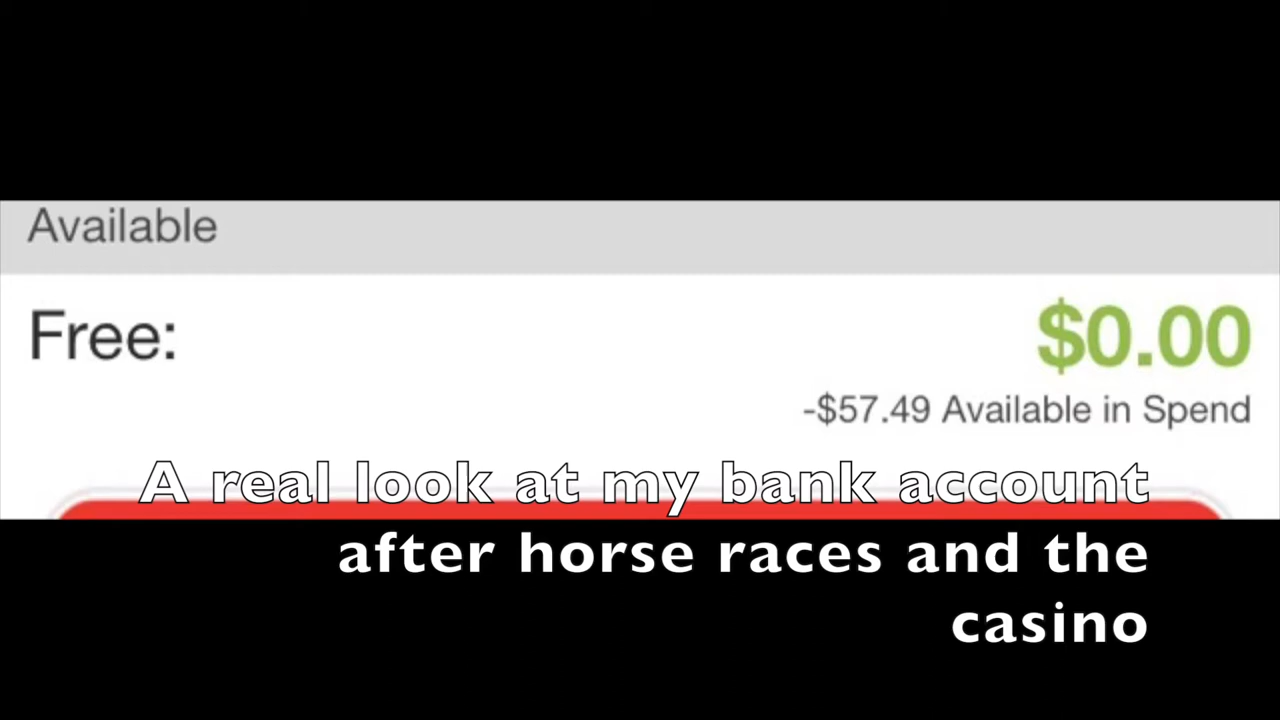 Available
Free: $0.00
-$57.49 Available in Spend
A real look at my bank account
after horse races and the
casino